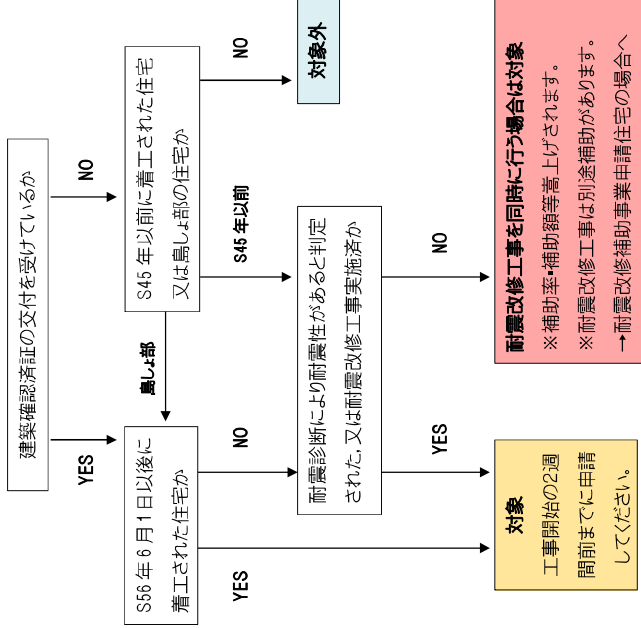 建築確認済証の交付を受けているか
YES
NO
S56年6月1日以後に
着工された住宅か
島しょ部
S45年以前に着工された住宅
又は島しょ部の住宅か
YES
NO
S45年以前
NO
耐震診断により耐震性があると判定
された,又は耐震改修工事実施済か
対象外
YES
NO
対象
工事開始の2週
間前までに申請
してください。
耐震改修工事を同時に行う場合は対象
※補助率・補助額等嵩上げされます。
※耐震改修工事は別途補助があります。
→耐震改修補助事業申請住宅の場合へ